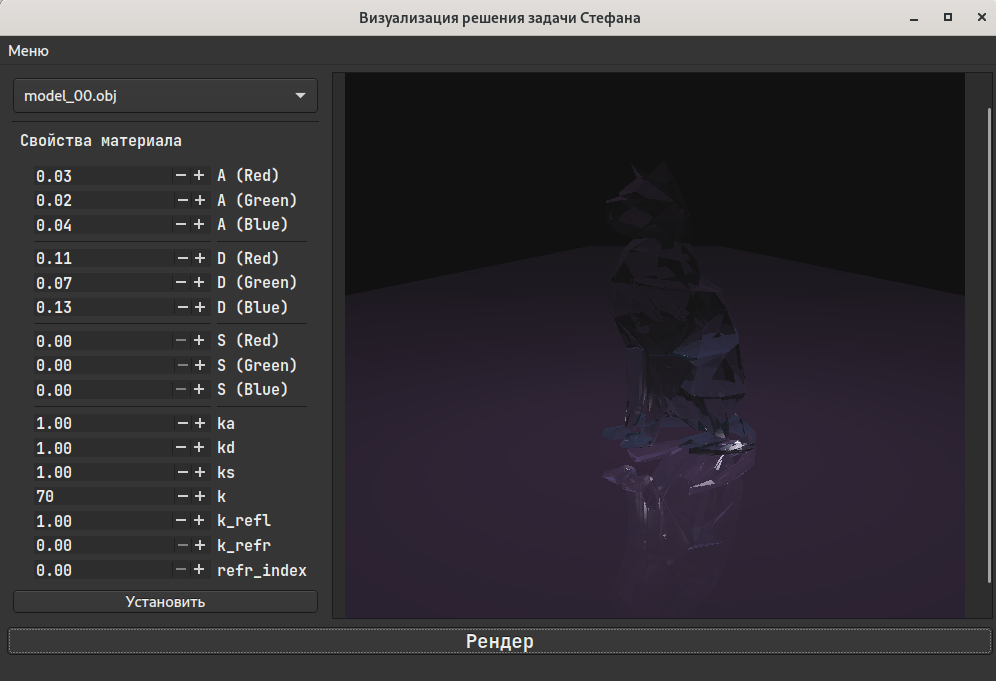 Визуализация решения задачи Стефана
Меню
model_00.obj
Свойства материала
0.03 A (Red)
0.02 A (Green)
0.04 A (Blue)
0.11 D (Red)
0.07 D (Green)
0.13 D (Blue)
0.00 S (Red)
0.00 S (Green)
0.00 S (Blue)
1.00 ka
1.00 kd
1.00 ks
70 k
1.00 k_refl
0.00 k_refr
0.00 refr_index
Установить
Рендер